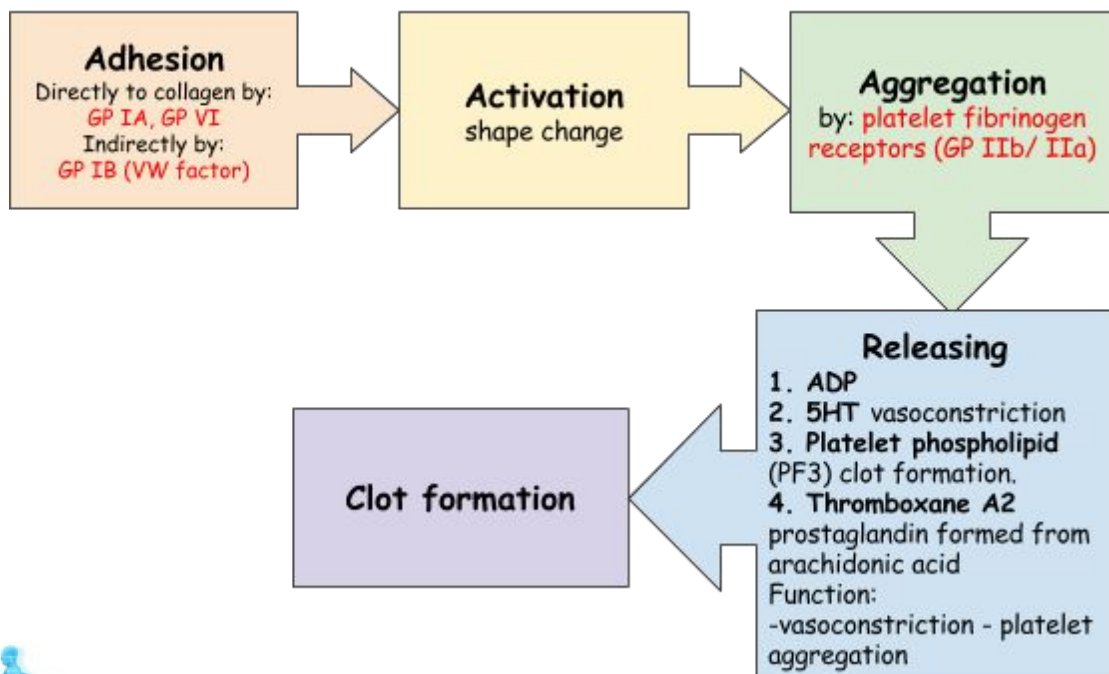 Adhesion
Directly to collagen by:
GP IA, GP VI
Indirectly by:
GP IB (VW factor)
Activation
shape change
Aggregation
by: platelet fibrinogen
receptors (GP IIb/ IIa)
Releasing
1. ADP
2. 5HT vasoconstriction
3. Platelet phospholipid
(PF3) clot formation.
4. Thromboxane A2
prostaglandin formed from
arachidonic acid
Function:
-vasoconstriction - platelet
aggregation
Clot formation